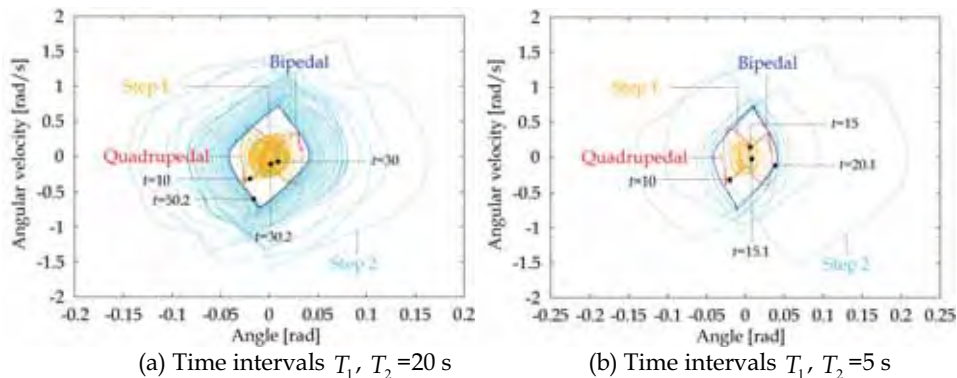 2
1.5
1
0.5
0
-0.5
-1
-1.5
-2
Angular velocity [rad/s]
Bipedal
Step 1
Quadrupedal
t=30
t=10
t=50.2
t=30.2
Step 2
-0.2 -0.15 -0.1 -0.05 0 0.05 0.1 0.15 0.2
Angle [rad]
(a) Time intervals T₁, T₂ =20 s
2
1.5
1
0.5
0
-0.5
-1
-1.5
-2
Angular velocity [rad/s]
Bipedal
Step 1
t=15
Quadrupedal
t=20.1
t=10
t=15.1
Step 2
-0.25 -0.2 -0.15 -0.1 -0.05 0 0.05 0.1 0.15 0.2 0.25
Angle [rad]
(b) Time intervals T₁, T₂ =5 s